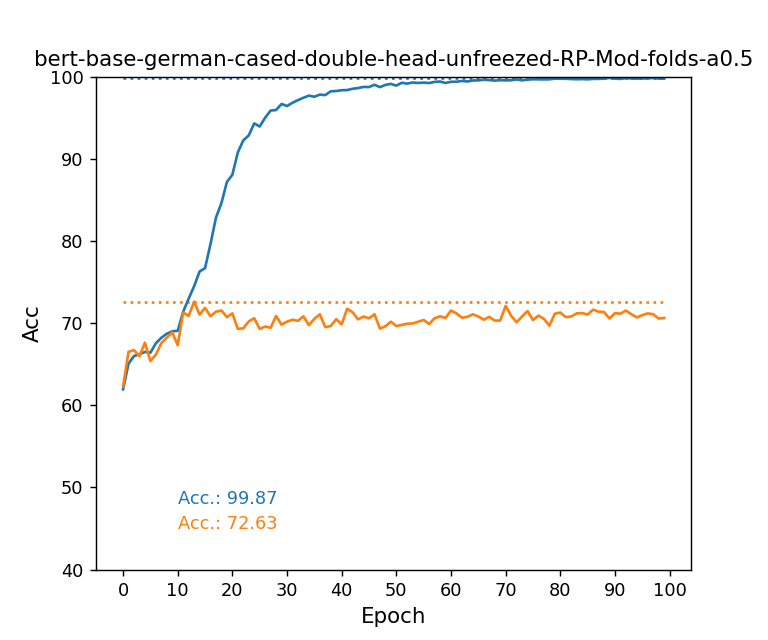 bert-base-german-cased-double-head-unfreezed-RP-Mod-folds-a0.5
100
90
80
70
60
50
40
Acc
Acc.: 99.87
Acc.: 72.63
0 10 20 30 40 50 60 70 80 90 100
Epoch